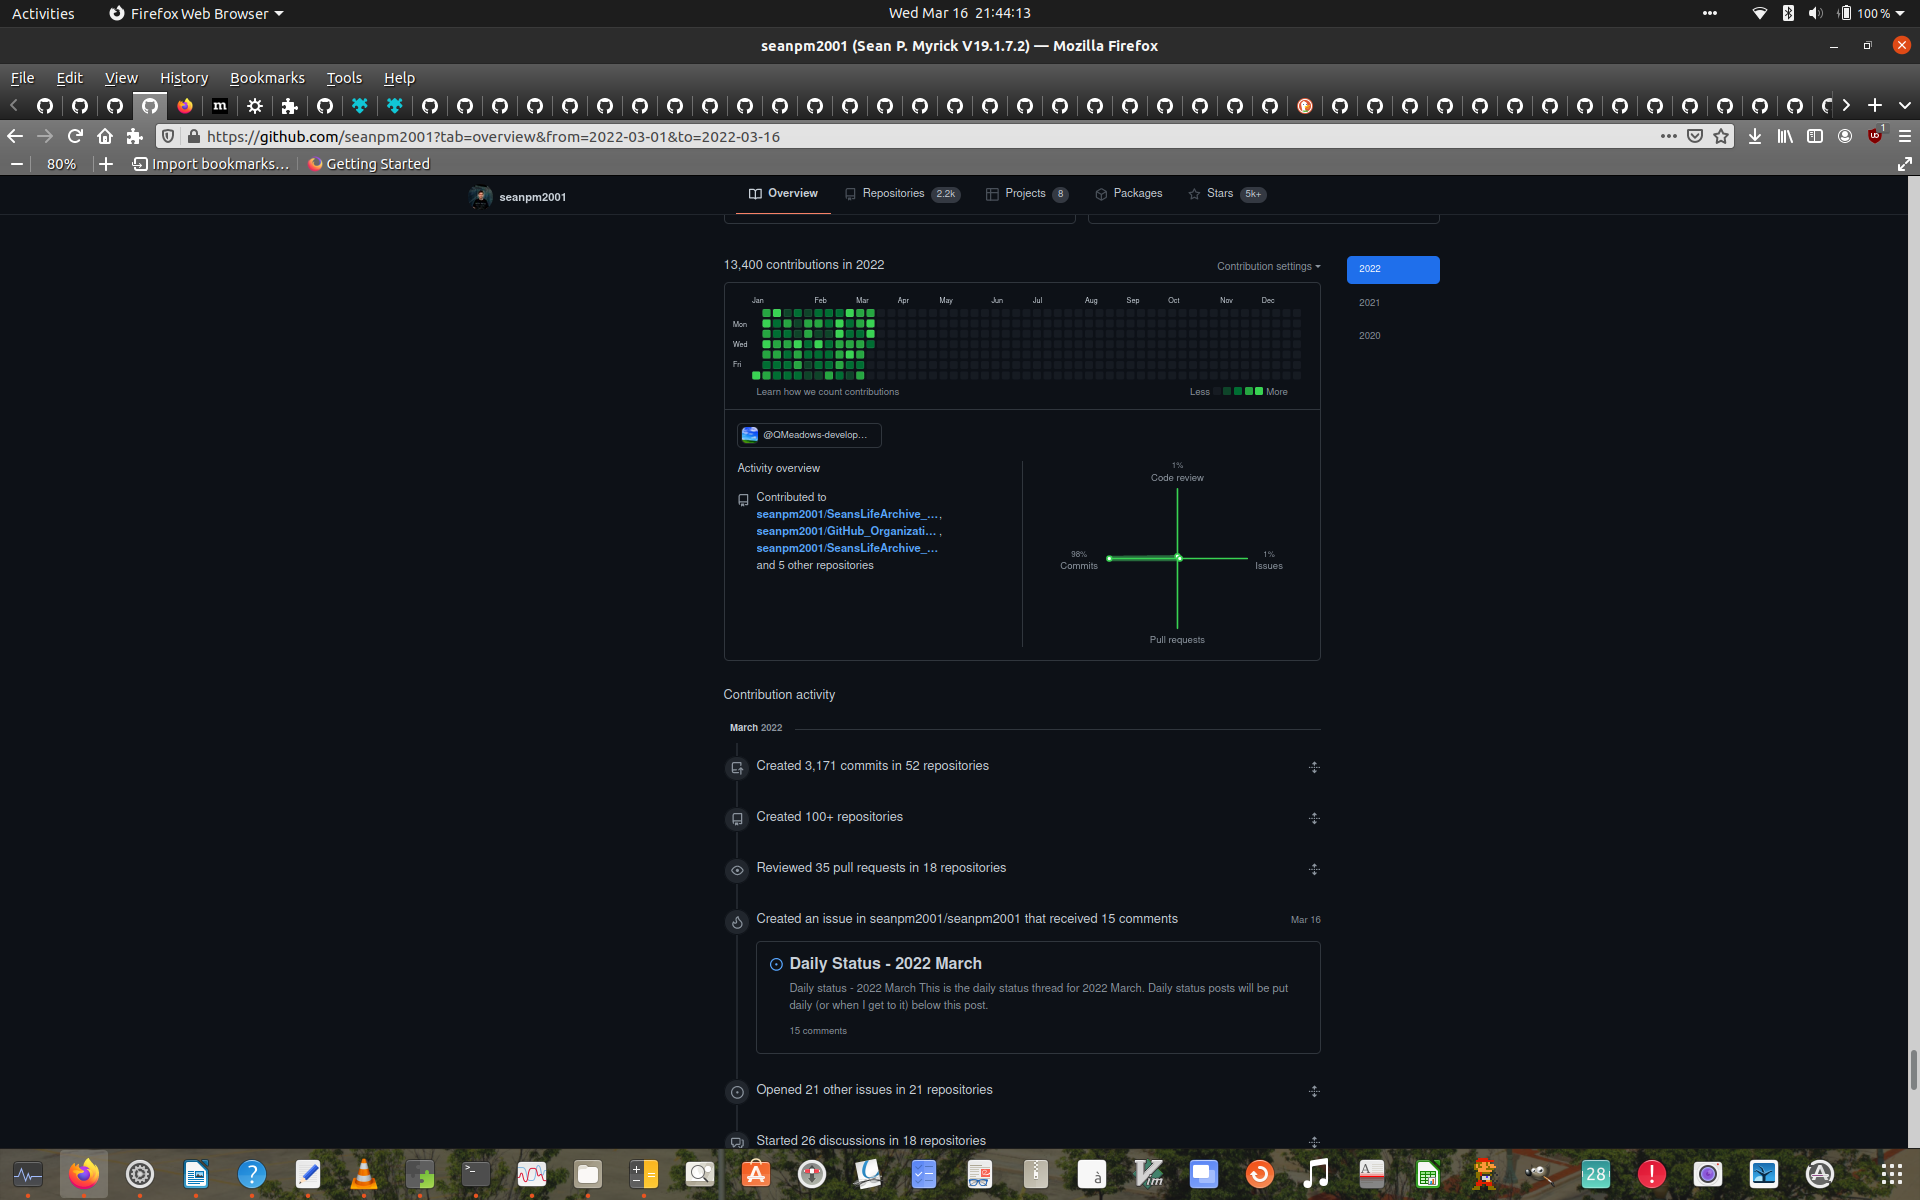 Activities
Firefox Web Browser
Wed Mar 16 21:44:13
100 %
seanpm2001 (Sean P. Myrick V19.1.7.2) — Mozilla Firefox
File Edit View History Bookmarks Tools Help
https://github.com/seanpm2001?tab=overview&from=2022-03-01&to=2022-03-16
80%
Import bookmarks...
Getting Started
seanpm2001
Overview
Repositories 2.2k
Projects 8
Packages
Stars 5k+
13,400 contributions in 2022
Contribution settings
2022
2021
2020
Jan Feb Mar Apr May Jun Jul Aug Sep Oct Nov Dec
Mon
Wed
Fri
Learn how we count contributions
Less More
@QMeadows-develop...
Activity overview
Contributed to
seanpm2001/SeansLifeArchive_...,
seanpm2001/GitHub_Organizati... ,
seanpm2001/SeansLifeArchive_...
and 5 other repositories
1%
Code review
98%
Commits
1%
Issues
Pull requests
Contribution activity
March 2022
Created 3,171 commits in 52 repositories
Created 100+ repositories
Reviewed 35 pull requests in 18 repositories
Created an issue in seanpm2001/seanpm2001 that received 15 comments
Mar 16
Daily Status - 2022 March
Daily status - 2022 March This is the daily status thread for 2022 March. Daily status posts will be put
daily (or when I get to it) below this post.
15 comments
Opened 21 other issues in 21 repositories
Started 26 discussions in 18 repositories
28